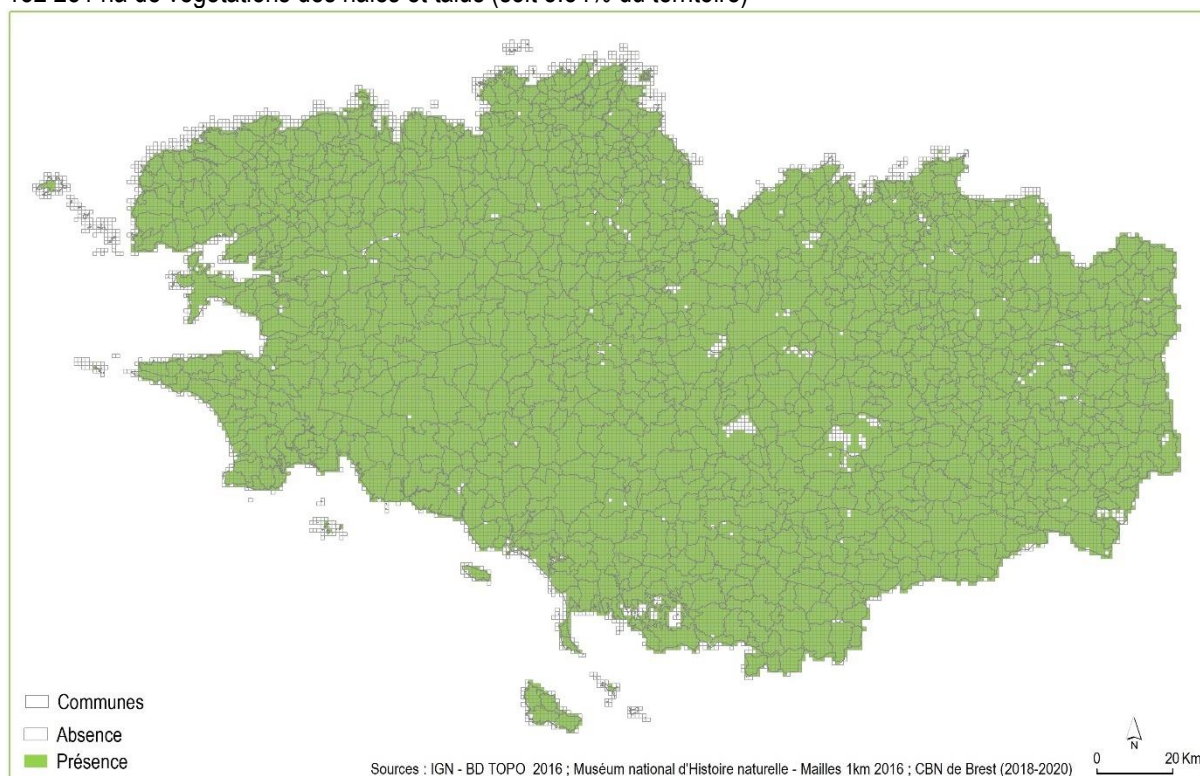 Communes
Absence
Présence
Sources : IGN - BD TOPO 2016 ; Muséum national d'Histoire naturelle - Mailles 1km 2016 ; CBN de Brest (2018-2020)
N
0 20 Km